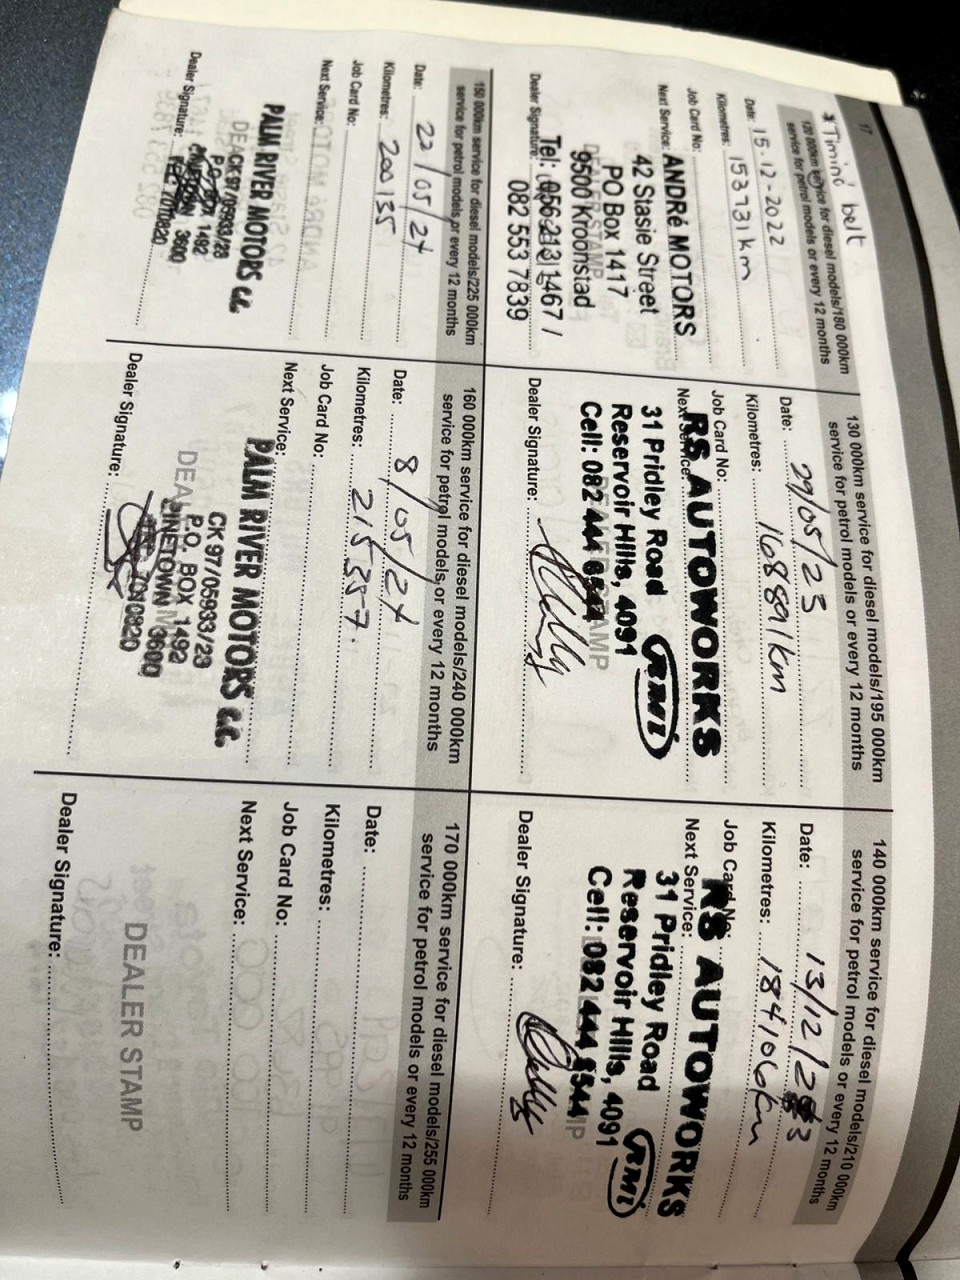 17
* Timing belt
120 000km service for diesel models/180 000km
service for petrol models or every 12 months
Date: 15-12-2022
Kilometres: 153731km
Job Card No:
Next Service:
ANDRé MOTORS
42 Stasie Street
PO Box 1417
9500 Kroonstad
Tel: 056 213 1467 /
082 553 7839
Dealer Signature:
130 000km service for diesel models/195 000km
service for petrol models or every 12 months
Date: 29/05/23
Kilometres: 168891km
Job Card No:
Next Service:
RS AUTOWORKS
31 Pridley Road
Reservoir Hills, 4091
Cell: 082 444 6544
RMI
Dealer Signature:
140 000km service for diesel models/210 000km
service for petrol models or every 12 months
Date: 13/12/2023
Kilometres: 184106km
Job Card No:
Next Service:
RS AUTOWORKS
31 Pridley Road
Reservoir Hills, 4091
Cell: 082 444 6544
RMI
Dealer Signature:
150 000km service for diesel models/225 000km
service for petrol models or every 12 months
Date: 22/05/24
Kilometres: 200135
Job Card No:
Next Service:
PALM RIVER MOTORS c.c.
CK 97/05933/23
P.O. BOX 1492
PINETOWN 3600
Dealer Signature:
160 000km service for diesel models/240 000km
service for petrol models or every 12 months
Date: 8/05/24
Kilometres: 215357.
Job Card No:
Next Service:
PALM RIVER MOTORS c.c.
CK 97/05933/23
P.O. BOX 1492
PINETOWN 3600
Dealer Signature:
170 000km service for diesel models/255 000km
service for petrol models or every 12 months
Date:
Kilometres:
Job Card No:
Next Service:
DEALER STAMP
Dealer Signature: